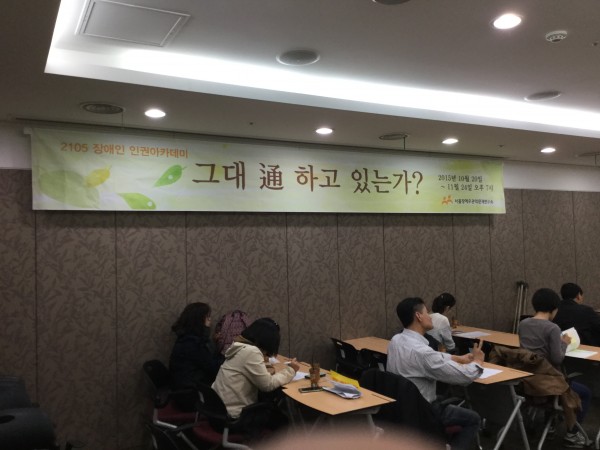 2105 장애인 인권아카데미
그대 通 하고 있는가?
2015년 10월 20일
~ 11월 24일 오후 7시